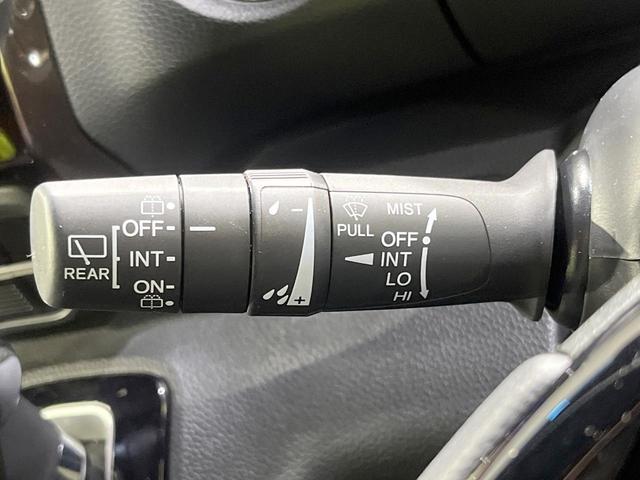 REAR
OFF
INT
ON
−
+
PULL
MIST
OFF
INT
LO
HI